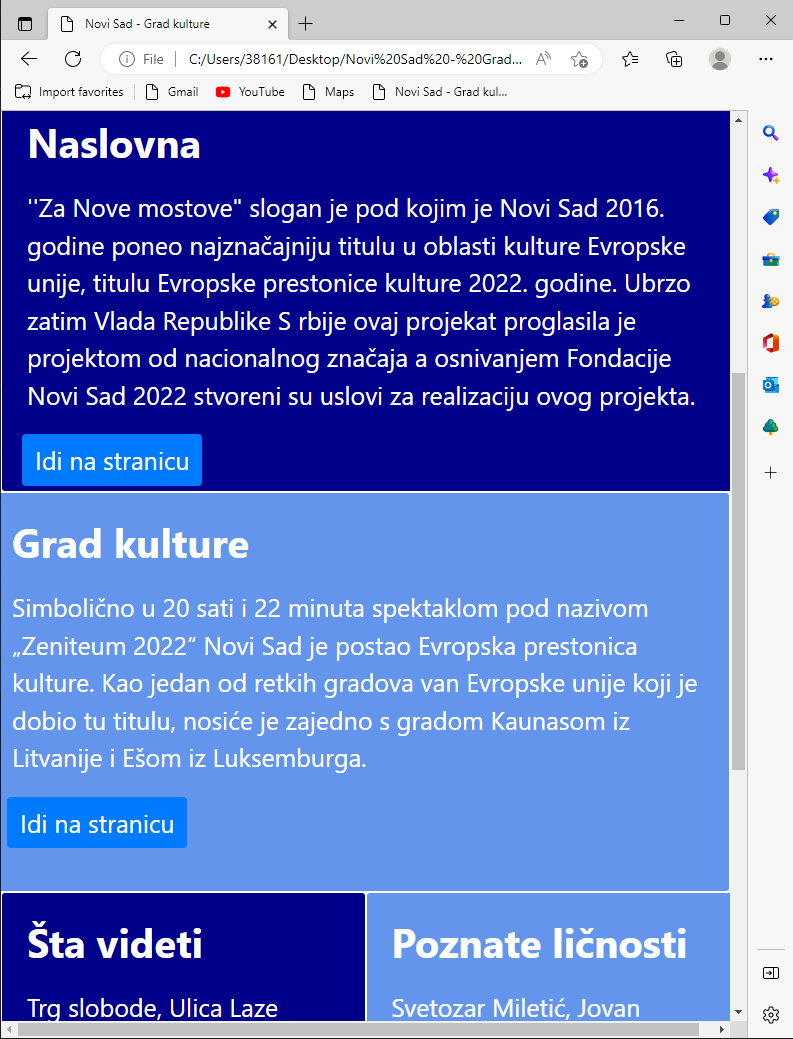 Novi Sad - Grad kulture
File
C:/Users/38161/Desktop/Novi%20Sad%20-%20Grad...
Import favorites
Gmail
YouTube
Maps
Novi Sad - Grad kul...
Naslovna
''Za Nove mostove" slogan je pod kojim je Novi Sad 2016.
godine poneo najznačajniju titulu u oblasti kulture Evropske
unije, titulu Evropske prestonice kulture 2022. godine. Ubrzo
zatim Vlada Republike S rbije ovaj projekat proglasila je
projektom od nacionalnog značaja a osnivanjem Fondacije
Novi Sad 2022 stvoreni su uslovi za realizaciju ovog projekta.
Idi na stranicu
Grad kulture
Simbolično u 20 sati i 22 minuta spektaklom pod nazivom
„Zeniteum 2022“ Novi Sad je postao Evropska prestonica
kulture. Kao jedan od retkih gradova van Evropske unije koji je
dobio tu titulu, nosiće je zajedno s gradom Kaunasom iz
Litvanije i Ešom iz Luksemburga.
Idi na stranicu
Šta videti
Trg slobode, Ulica Laze
Poznate ličnosti
Svetozar Miletić, Jovan